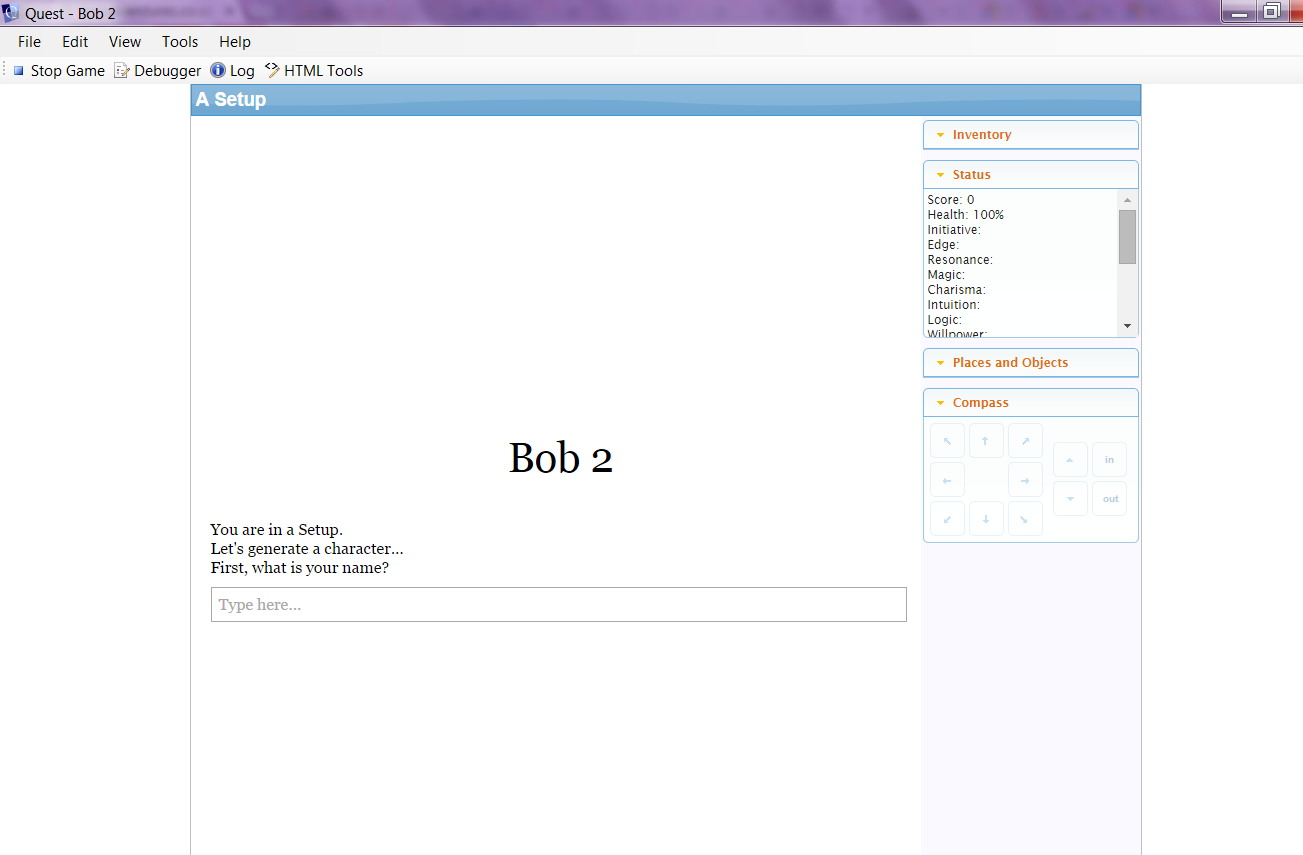 Quest - Bob 2
File Edit View Tools Help
Stop Game Debugger Log HTML Tools
A Setup
Bob 2
You are in a Setup.
Let's generate a character...
First, what is your name?
Type here...
Inventory
Status
Score: 0
Health: 100%
Initiative:
Edge:
Resonance:
Magic:
Charisma:
Intuition:
Logic:
Willpower:
Places and Objects
Compass
in
out